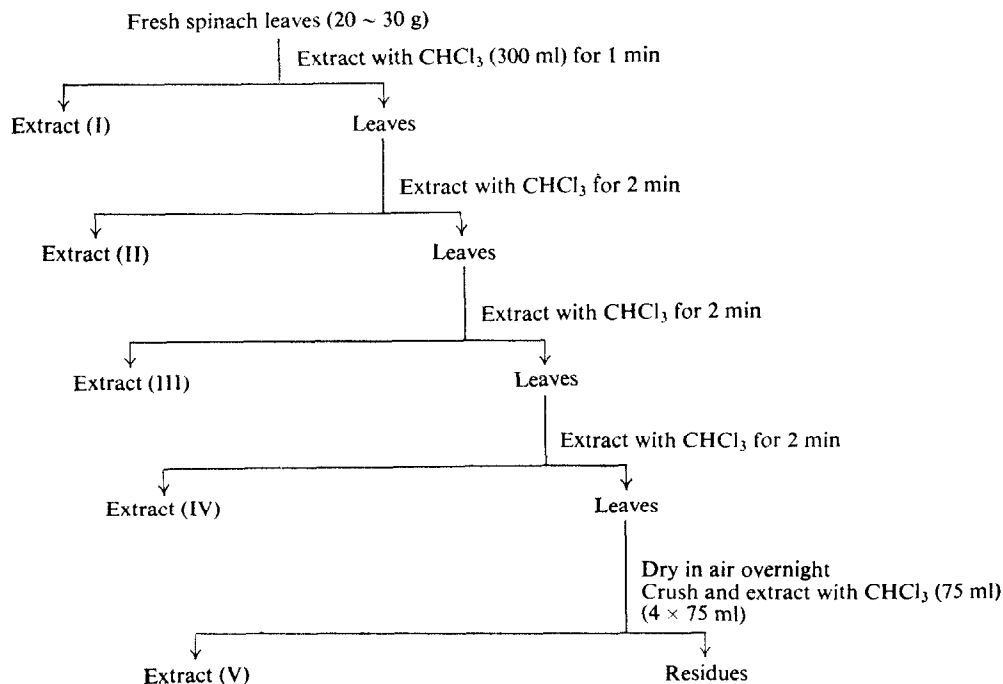 Fresh spinach leaves (20 ~ 30 g)
Extract with CHCl₃ (300 ml) for 1 min
Extract (I)
Leaves
Extract with CHCl₃ for 2 min
Extract (II)
Leaves
Extract with CHCl₃ for 2 min
Extract (III)
Leaves
Extract with CHCl₃ for 2 min
Extract (IV)
Leaves
Dry in air overnight
Crush and extract with CHCl₃ (75 ml)
(4 × 75 ml)
Extract (V)
Residues